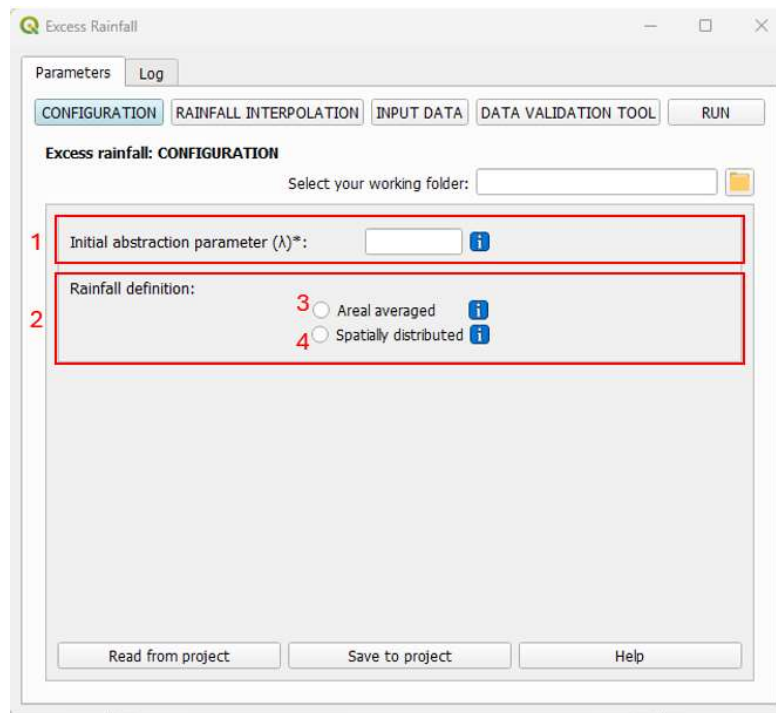 Excess Rainfall
Parameters Log
CONFIGURATION RAINFALL INTERPOLATION INPUT DATA DATA VALIDATION TOOL RUN
Excess rainfall: CONFIGURATION
Select your working folder:
1 Initial abstraction parameter (λ)*: i
Rainfall definition:
2
3 Areal averaged i
4 Spatially distributed i
Read from project Save to project Help